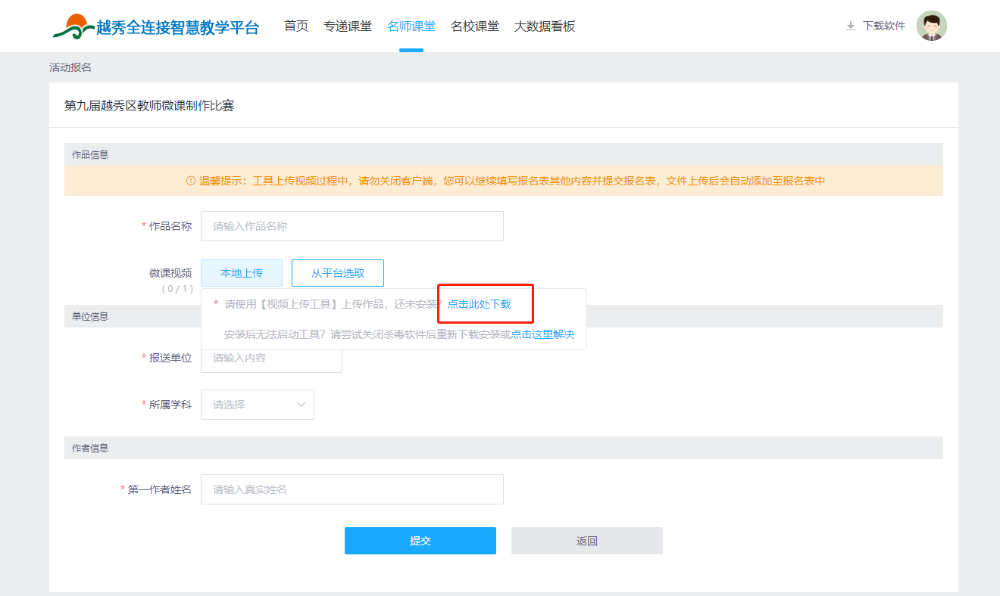 越秀全连接智慧教学平台 首页 专递课堂 名师课堂 名校课堂 大数据看板 下载软件
活动报名
第九届越秀区教师微课制作比赛
作品信息
温馨提示：工具上传视频过程中，请勿关闭客户端，您可以继续填写报名表其他内容并提交报名表，文件上传后会自动添加至报名表中
* 作品名称 请输入作品名称
微课视频 本地上传 从平台选取
( 0 / 1 )
* 请使用【视频上传工具】上传作品，还未安装？点击此处下载
单位信息
安装后无法启动工具？请尝试关闭杀毒软件后重新下载安装或点击这里解决
* 报送单位 请输入内容
* 所属学科 请选择
作者信息
* 第一作者姓名 请输入真实姓名
提交 返回